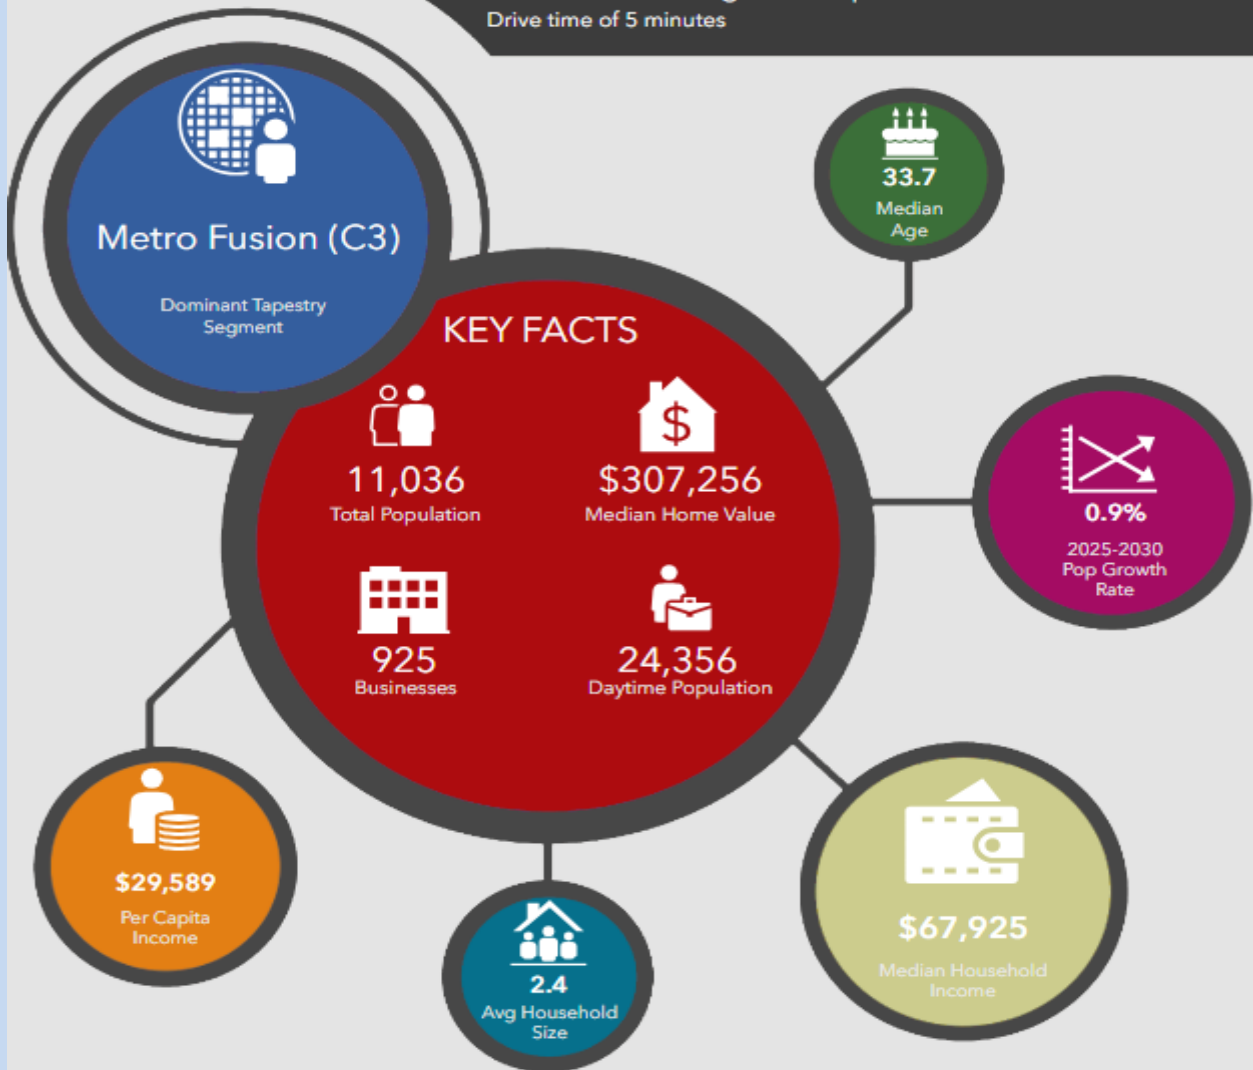 Drive time of 5 minutes
Metro Fusion (C3)
Dominant Tapestry
Segment
33.7
Median
Age
KEY FACTS
11,036
Total Population
$307,256
Median Home Value
0.9%
2025-2030
Pop Growth
Rate
925
Businesses
24,356
Daytime Population
$29,589
Per Capita
Income
2.4
Avg Household
Size
$67,925
Median Household
Income